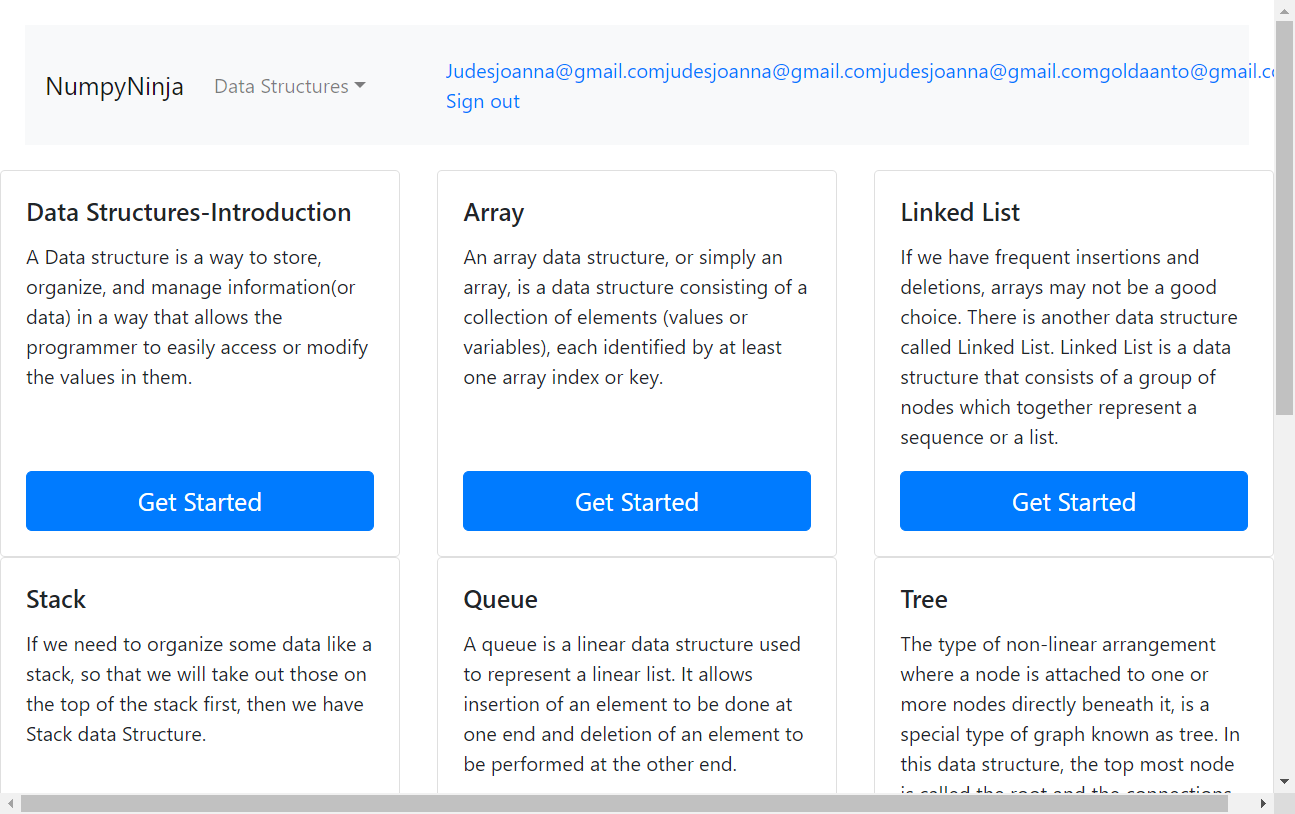 NumpyNinja
Data Structures
Judesjoanna@gmail.comjudesjoanna@gmail.comjudesjoanna@gmail.comgoldaanto@gmail.co
Sign out
Data Structures-Introduction
A Data structure is a way to store,
organize, and manage information(or
data) in a way that allows the
programmer to easily access or modify
the values in them.
Get Started
Array
An array data structure, or simply an
array, is a data structure consisting of a
collection of elements (values or
variables), each identified by at least
one array index or key.
Get Started
Linked List
If we have frequent insertions and
deletions, arrays may not be a good
choice. There is another data structure
called Linked List. Linked List is a data
structure that consists of a group of
nodes which together represent a
sequence or a list.
Get Started
Stack
If we need to organize some data like a
stack, so that we will take out those on
the top of the stack first, then we have
Stack data Structure.
Queue
A queue is a linear data structure used
to represent a linear list. It allows
insertion of an element to be done at
one end and deletion of an element to
be performed at the other end.
Tree
The type of non-linear arrangement
where a node is attached to one or
more nodes directly beneath it, is a
special type of graph known as tree. In
this data structure, the top most node
is called the root and the connections